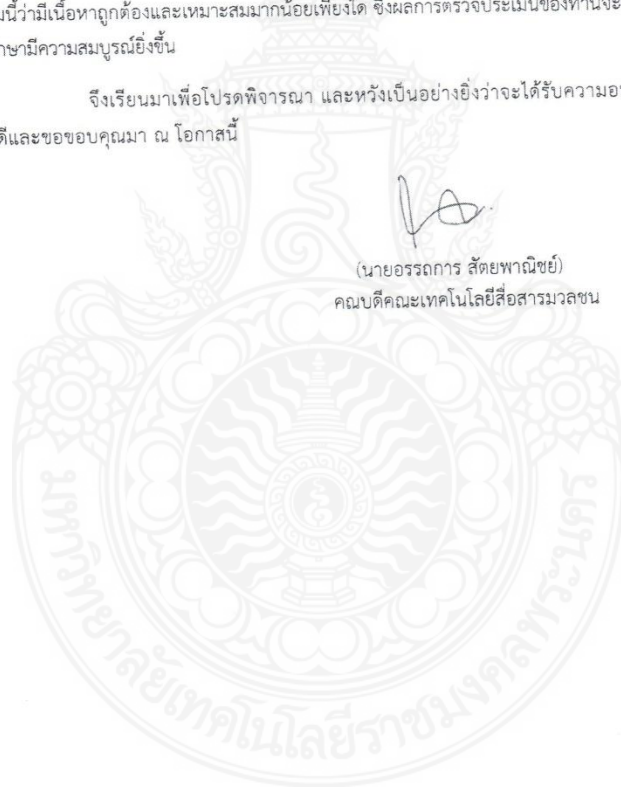 มนี้ว่ามีเนื้อหาถูกต้องและเหมาะสมมากน้อยเพียงใด ซึ่งผลการตรวจประเมินของท่านจะ
กษามีความสมบูรณ์ยิ่งขึ้น
จึงเรียนมาเพื่อโปรดพิจารณา และหวังเป็นอย่างยิ่งว่าจะได้รับความอ
ดีและขอขอบคุณมา ณ โอกาสนี้
(นายอรรถการ สัตยพาณิชย์)
คณบดีคณะเทคโนโลยีสื่อสารมวลชน
มหาวิทยาลัยเทคโนโลยีราชมงคลพระนคร